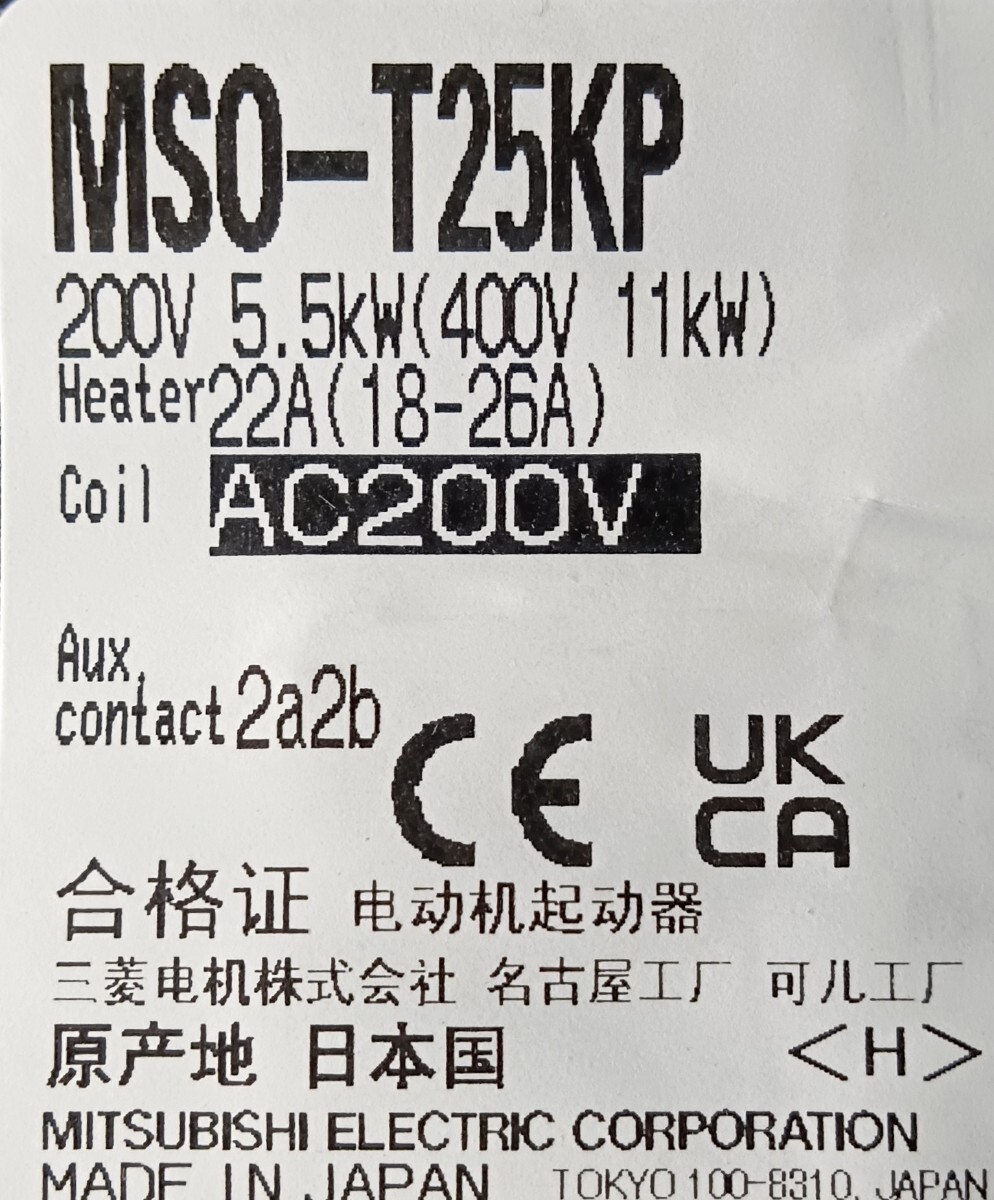 MSO-T25KP
200V 5.5kW(400V 11kW)
Heater 22A(18-26A)
Coil AC200V
Aux.
contact 2a2b
CE
UK
CA
合格证 电动机起动器
三菱电机株式会社 名古屋工厂 可儿工厂
原产地 日本国 <H>
MITSUBISHI ELECTRIC CORPORATION
MADE IN JAPAN TOKYO 100-8310, JAPAN